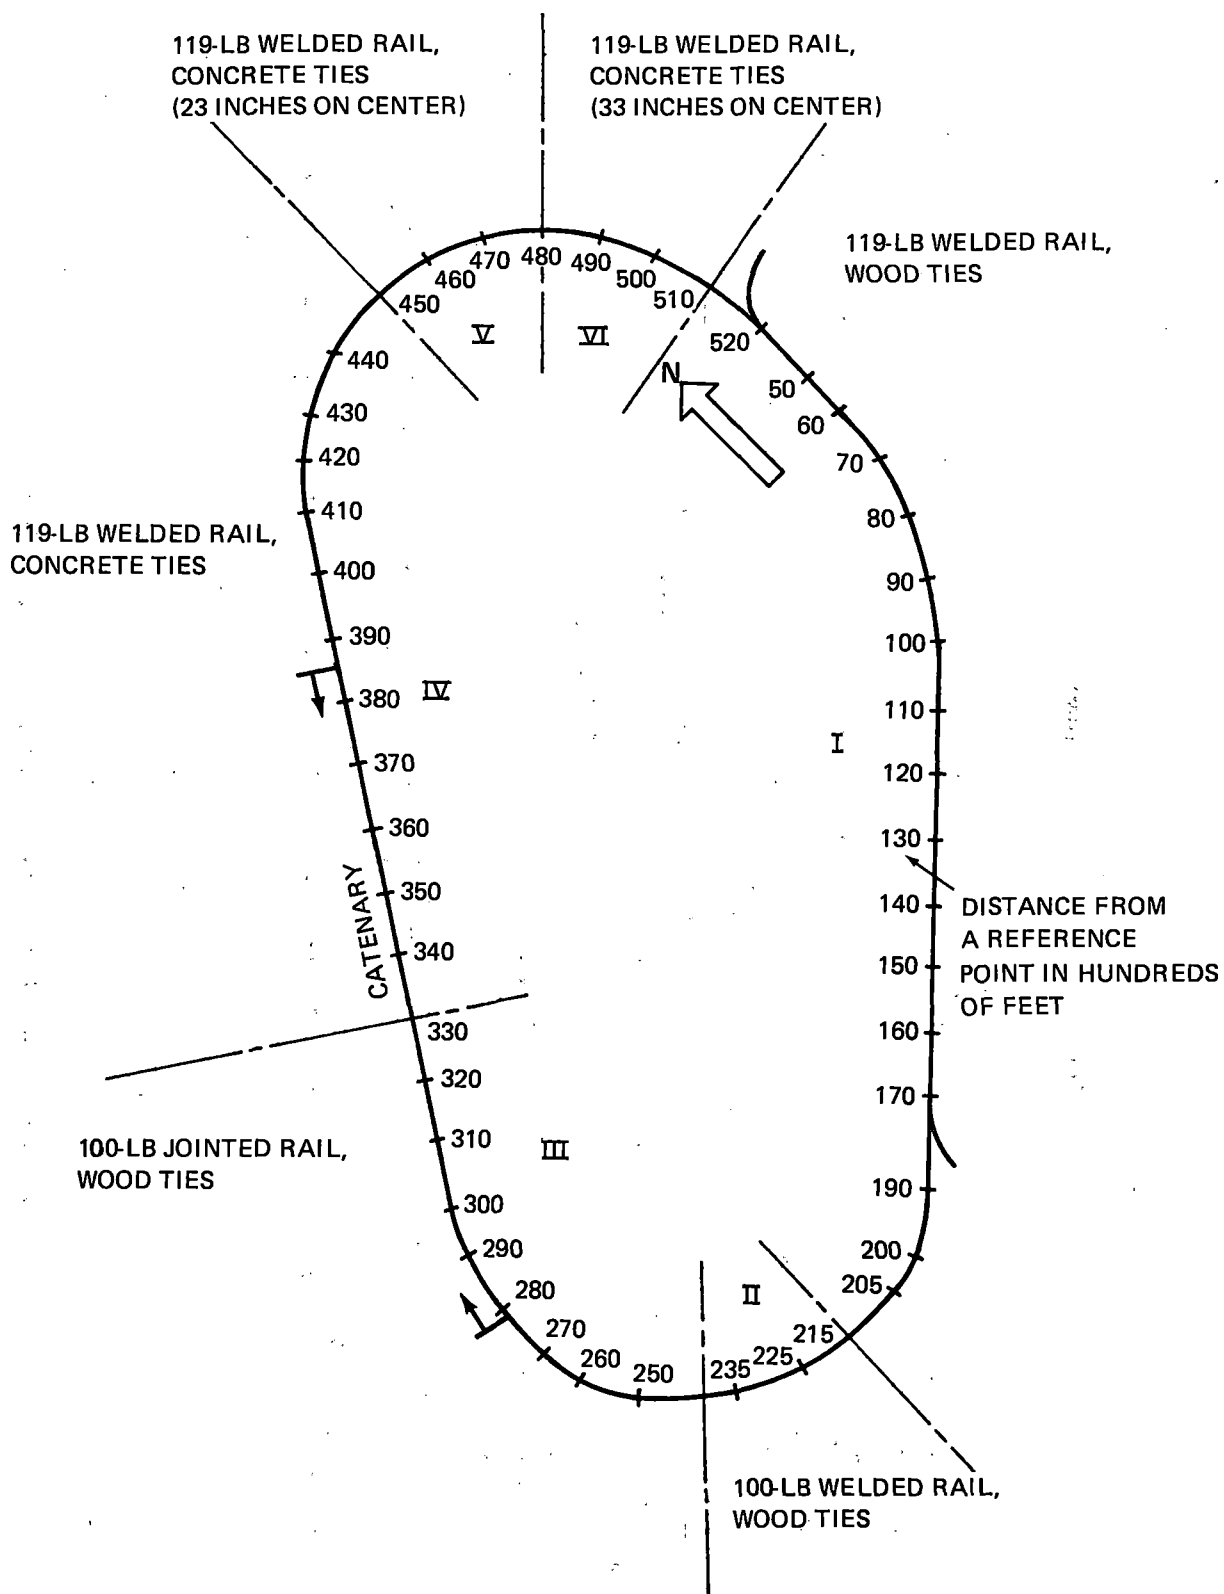 119-LB WELDED RAIL,
CONCRETE TIES
(23 INCHES ON CENTER)
119-LB WELDED RAIL,
CONCRETE TIES
(33 INCHES ON CENTER)
119-LB WELDED RAIL,
WOOD TIES
480
470
490
460
500
450
510
V
VI
520
440
N
50
430
60
420
70
410
80
119-LB WELDED RAIL,
CONCRETE TIES
400
90
390
100
380
IV
110
I
370
120
360
130
350
CATENARY
140
DISTANCE FROM
A REFERENCE
POINT IN HUNDREDS
OF FEET
340
150
330
160
320
170
310
III
100-LB JOINTED RAIL,
WOOD TIES
190
300
290
200
280
205
II
270
215
260
225
250
235
100-LB WELDED RAIL,
WOOD TIES